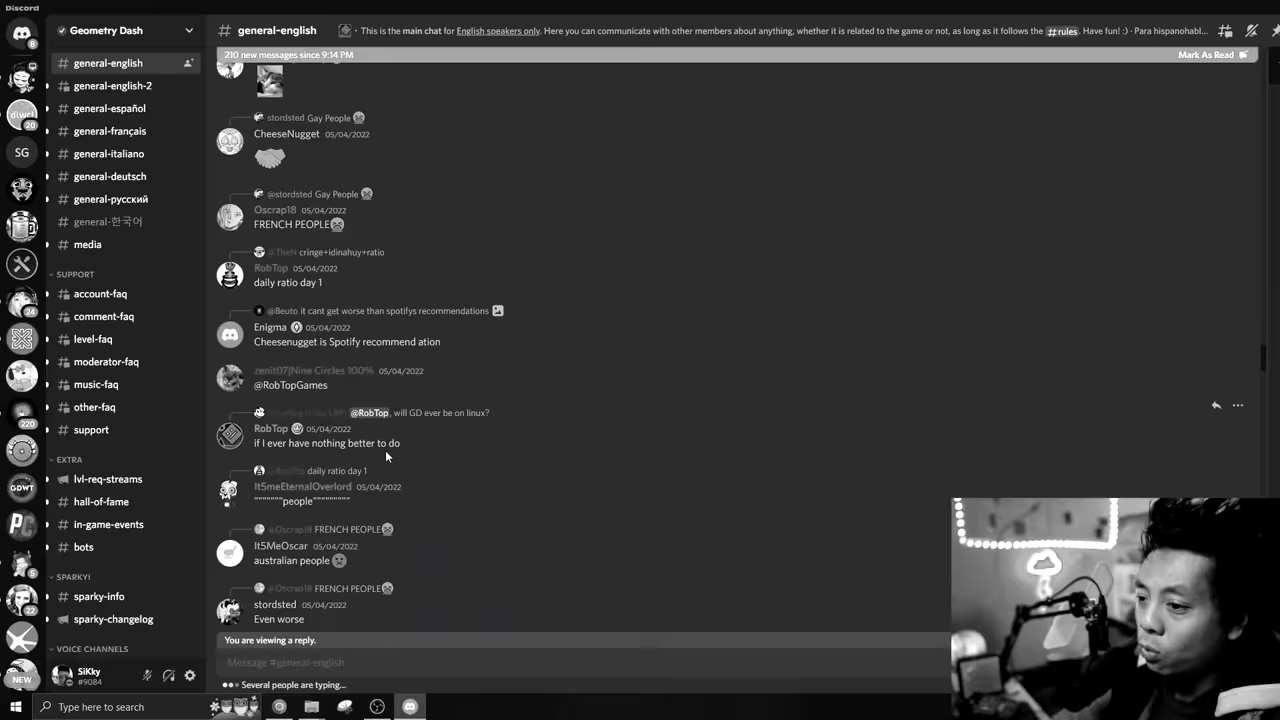 Discord
Geometry Dash
general-english
general-english-2
general-español
general-français
general-italiano
general-deutsch
general-русский
general-한국어
media
SUPPORT
account-faq
comment-faq
level-faq
moderator-faq
music-faq
other-faq
support
EXTRA
lvl-req-streams
hall-of_fame
in-game-events
bots
SPARKY!
sparky-info
sparky-changelog
VOICE CHANNELS
SiKky
#9084
8
20
SG
24
220
GDWT
5
22
NEW
# general-english
· This is the main chat for English speakers only. Here you can communicate with other members about anything, whether it is related to the game or not, as long as it follows the #rules. Have fun! :) · Para hispanohabl...
210 new messages since 9:14 PM
Mark As Read
stordsted Gay People
CheeseNugget 05/04/2022
@stordsted Gay People
Oscrap18 05/04/2022
FRENCH PEOPLE
@TheN cringe+idinahuy+ratio
RobTop 05/04/2022
daily ratio day 1
@Beuto it cant get worse than spotifys recommendations
Enigma 05/04/2022
Cheesenugget is Spotify recommend ation
zenit07|Nine Circles 100% 05/04/2022
@RobTopGames
@RobTop, will GD ever be on linux?
RobTop 05/04/2022
if I ever have nothing better to do
@RobTop daily ratio day 1
It5meEternalOverlord 05/04/2022
"""""""people"""""""""
@Oscrap18 FRENCH PEOPLE
It5MeOscar 05/04/2022
australian people
@Oscrap18 FRENCH PEOPLE
stordsted 05/04/2022
Even worse
You are viewing a reply.
Message #general-english
Several people are typing...
Type here to search